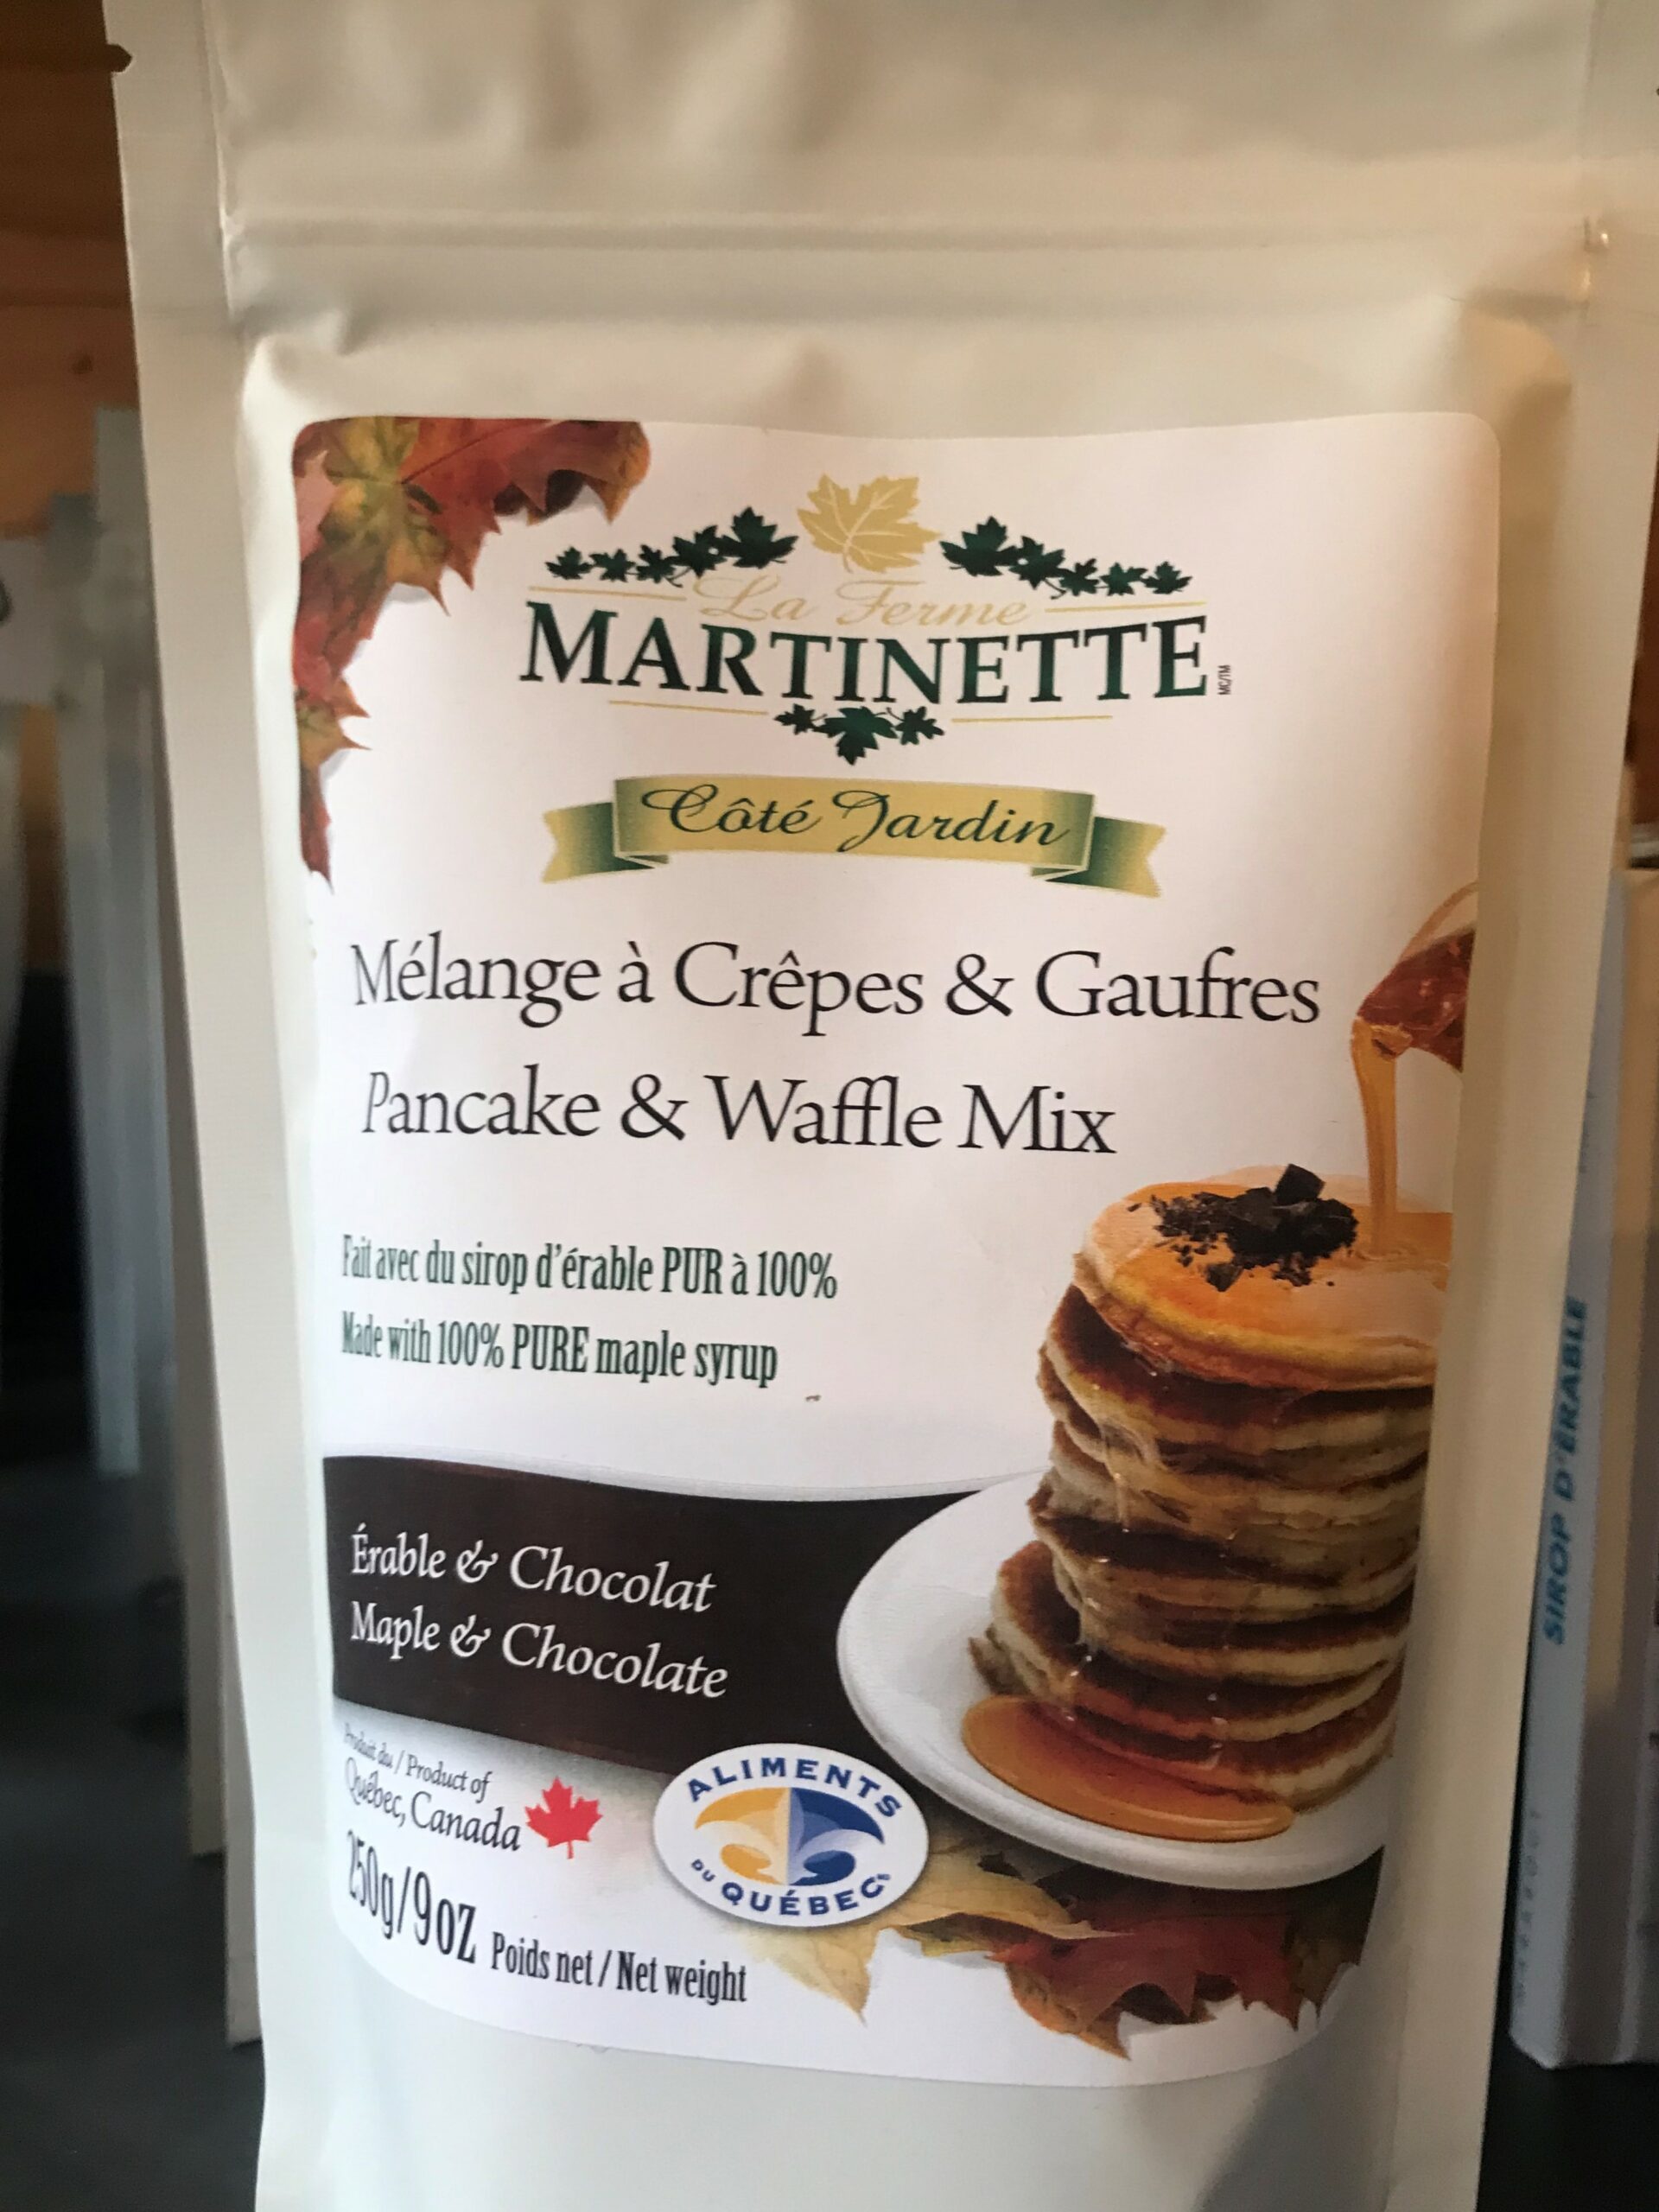 La Ferme
MARTINETTE MC/TM
Côté Jardin
Mélange à Crêpes & Gaufres
Pancake & Waffle Mix
Fait avec du sirop d'érable PUR à 100%
Made with 100% PURE maple syrup
Érable & Chocolat
Maple & Chocolate
Produit du / Product of
Québec, Canada
250g/9oz Poids net / Net weight
ALIMENTS
DU QUÉBEC
SIROP D'ÉRABLE